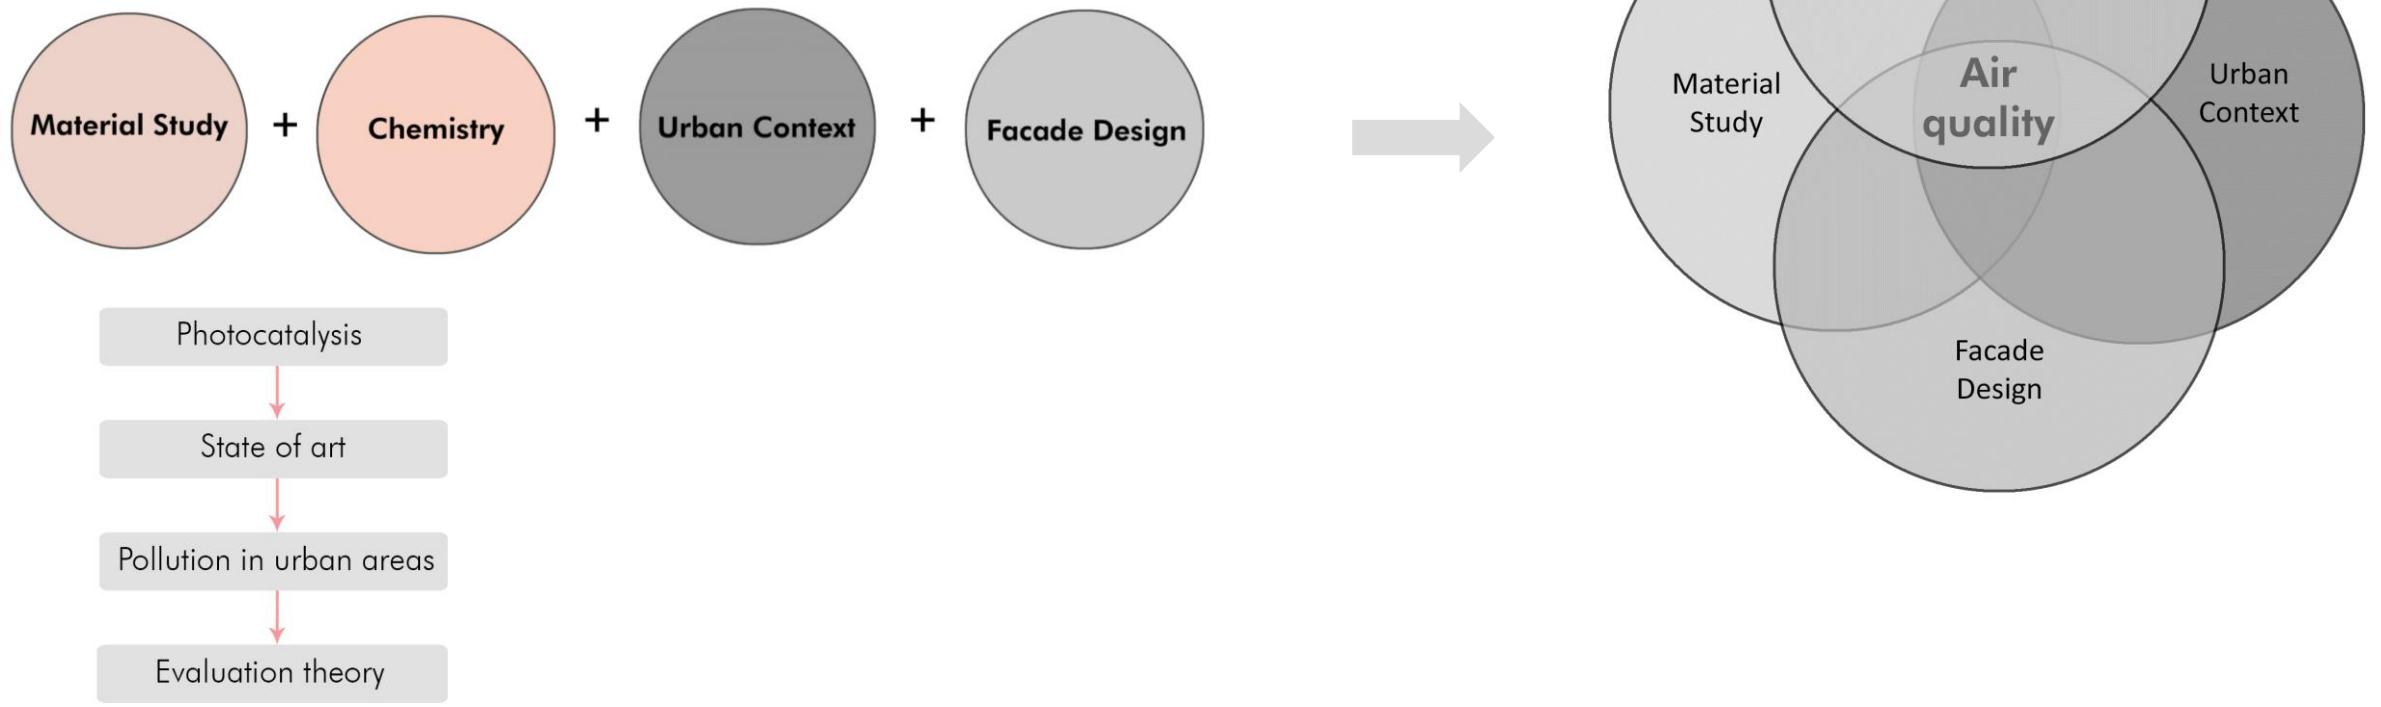 Material Study + Chemistry + Urban Context + Facade Design
Photocatalysis
State of art
Pollution in urban areas
Evaluation theory
Air
quality
Material
Study
Urban
Context
Facade
Design